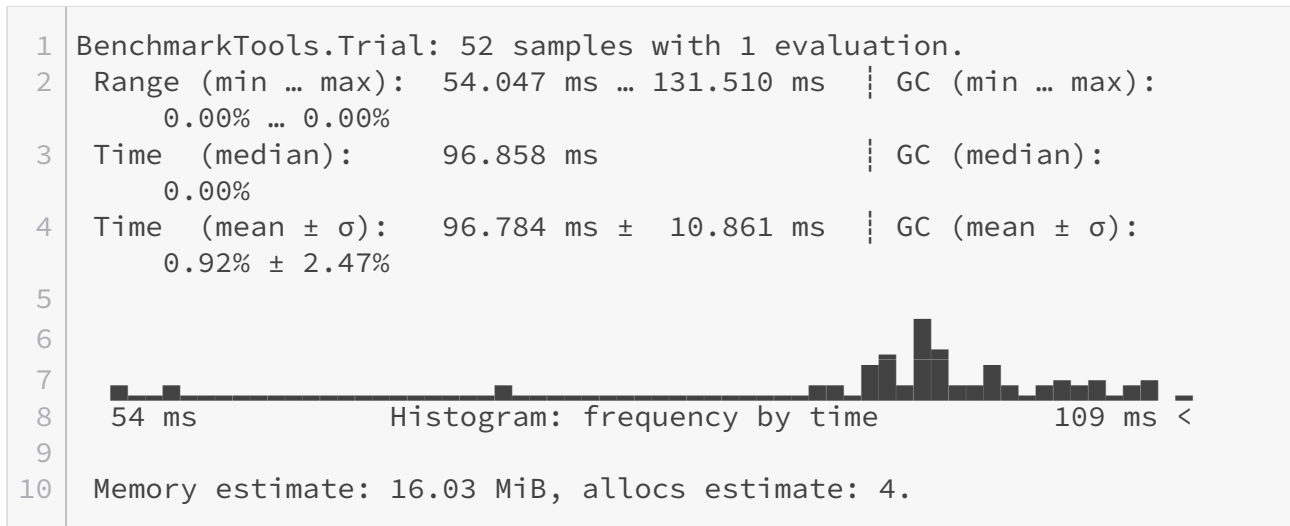 1 BenchmarkTools.Trial: 52 samples with 1 evaluation.
2 Range (min … max): 54.047 ms … 131.510 ms ┊ GC (min … max):
0.00% … 0.00%
3 Time (median): 96.858 ms ┊ GC (median):
0.00%
4 Time (mean ± σ): 96.784 ms ± 10.861 ms ┊ GC (mean ± σ):
0.92% ± 2.47%
5
6
7
8 54 ms Histogram: frequency by time 109 ms <
9
10 Memory estimate: 16.03 MiB, allocs estimate: 4.